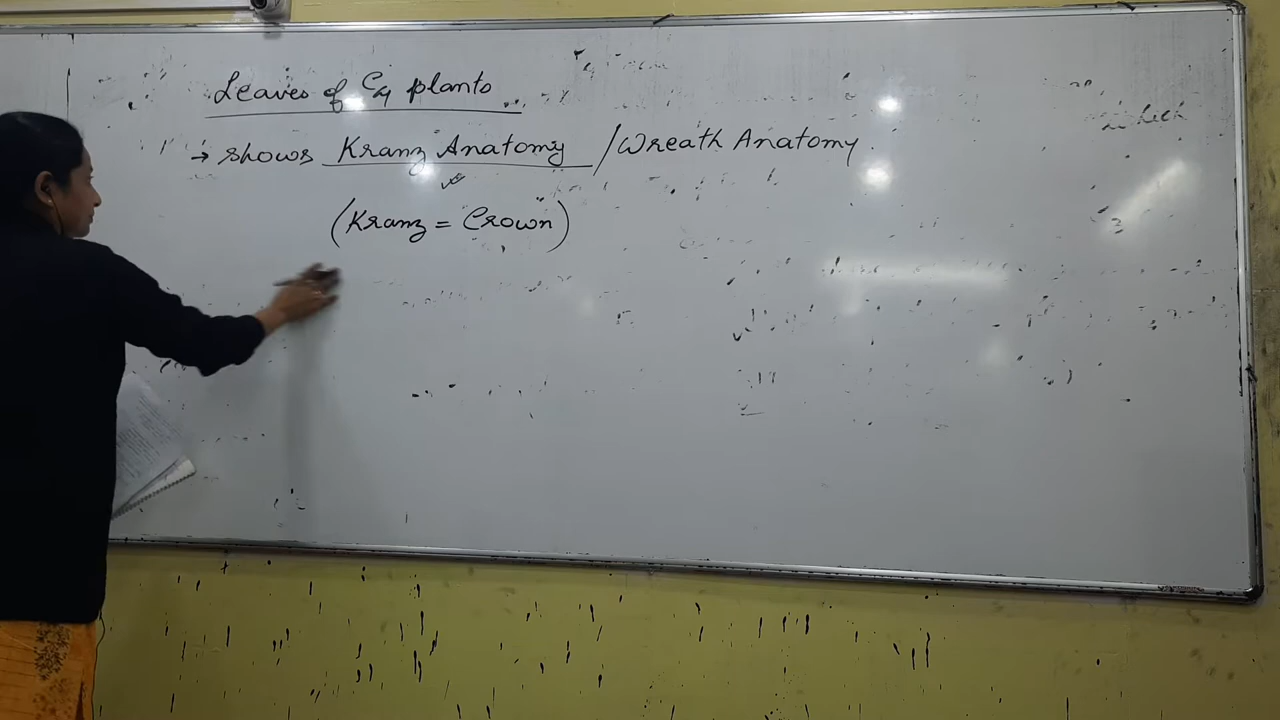 Leaves of C4 plants
→ shows Kranz Anatomy / Wreath Anatomy.
(Kranz = Crown)